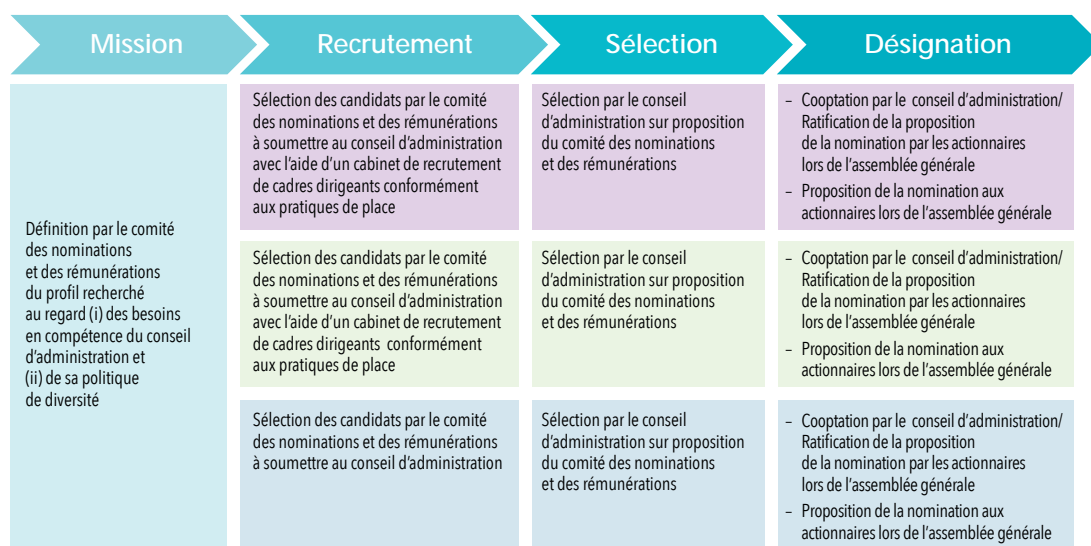 Mission
Recrutement
Sélection
Désignation
Définition par le comité
des nominations
et des rémunérations
du profil recherché
au regard (i) des besoins
en compétence du conseil
d'administration et
(ii) de sa politique
de diversité
Sélection des candidats par le comité
des nominations et des rémunérations
à soumettre au conseil d'administration
avec l'aide d'un cabinet de recrutement
de cadres dirigeants conformément
aux pratiques de place
Sélection par le conseil
d'administration sur proposition
du comité des nominations
et des rémunérations
– Cooptation par le conseil d'administration/
Ratification de la proposition
de la nomination par les actionnaires
lors de l'assemblée générale
– Proposition de la nomination aux
actionnaires lors de l'assemblée générale
Sélection des candidats par le comité
des nominations et des rémunérations
à soumettre au conseil d'administration
avec l'aide d'un cabinet de recrutement
de cadres dirigeants conformément
aux pratiques de place
Sélection par le conseil
d'administration sur proposition
du comité des nominations
et des rémunérations
– Cooptation par le conseil d'administration/
Ratification de la proposition
de la nomination par les actionnaires
lors de l'assemblée générale
– Proposition de la nomination aux
actionnaires lors de l'assemblée générale
Sélection des candidats par le comité
des nominations et des rémunérations
à soumettre au conseil d'administration
Sélection par le conseil
d'administration sur proposition
du comité des nominations
et des rémunérations
– Cooptation par le conseil d'administration/
Ratification de la proposition
de la nomination par les actionnaires
lors de l'assemblée générale
– Proposition de la nomination aux
actionnaires lors de l'assemblée générale